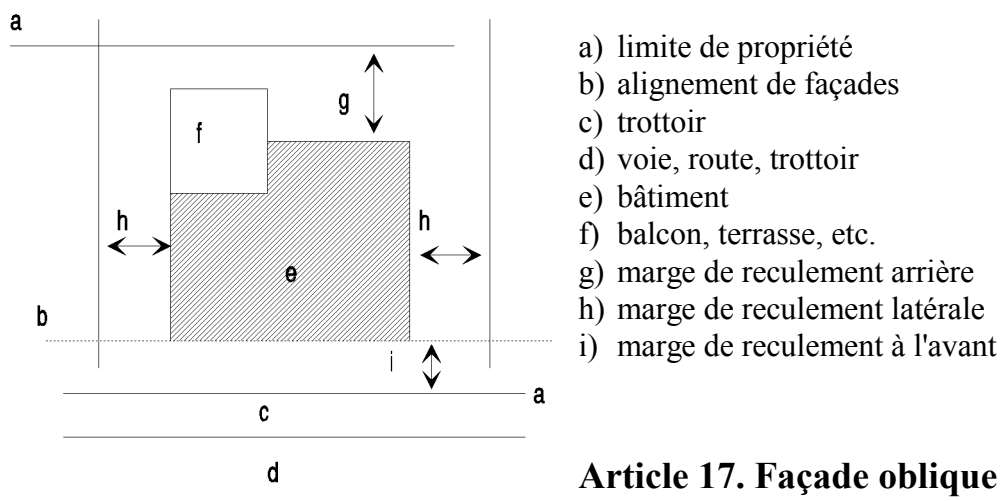 a
g
f
h
h
e
b
i
a
c
d
a) limite de propriété
b) alignement de façades
c) trottoir
d) voie, route, trottoir
e) bâtiment
f) balcon, terrasse, etc.
g) marge de reculement arrière
h) marge de reculement latérale
i) marge de reculement à l'avant
Article 17. Façade oblique